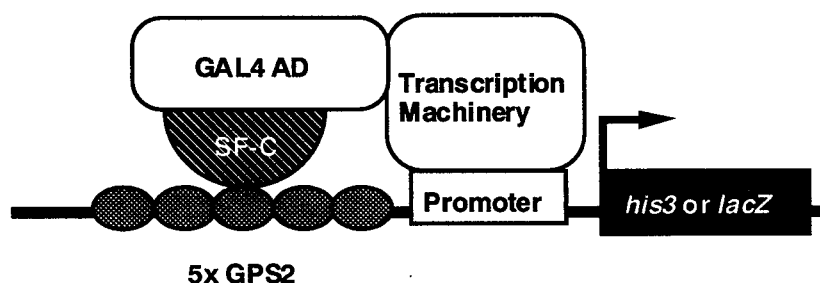 GAL4 AD
Transcription
Machinery
SF-C
Promoter
his3 or lacZ
5x GPS2